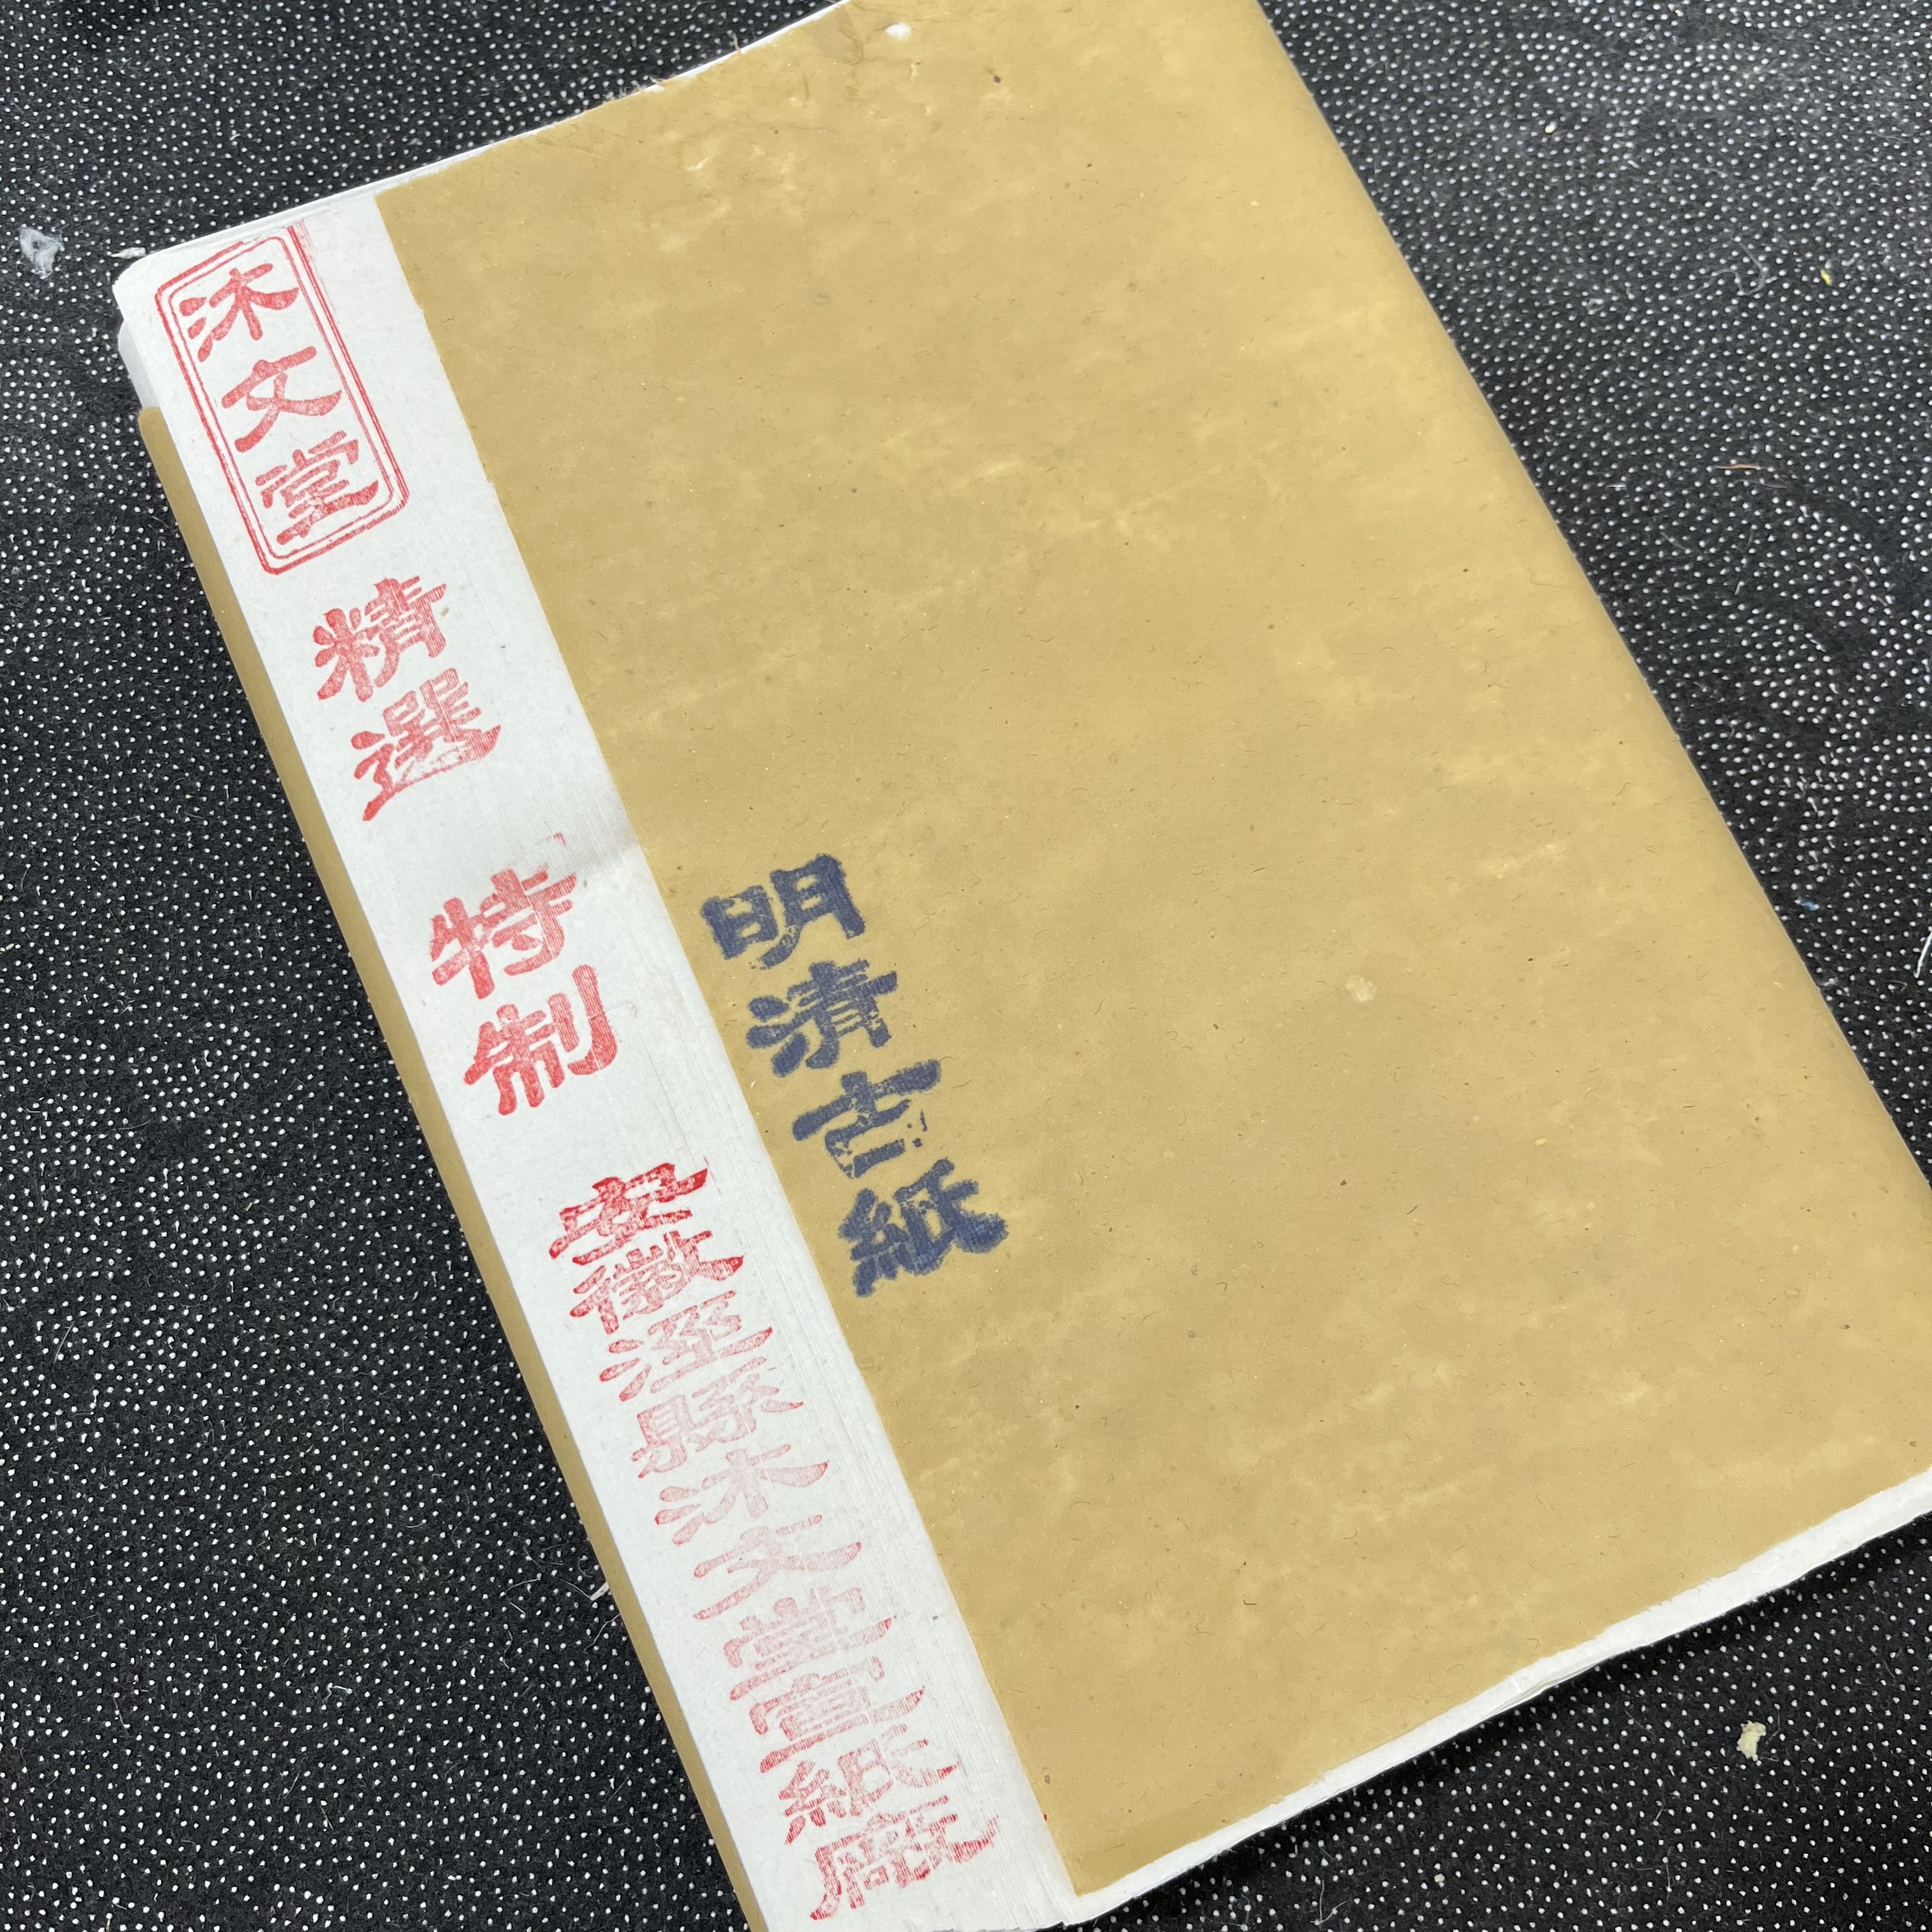 沐文堂
精選
特制
安徽涇縣沐文堂宣紙廠
明清古紙